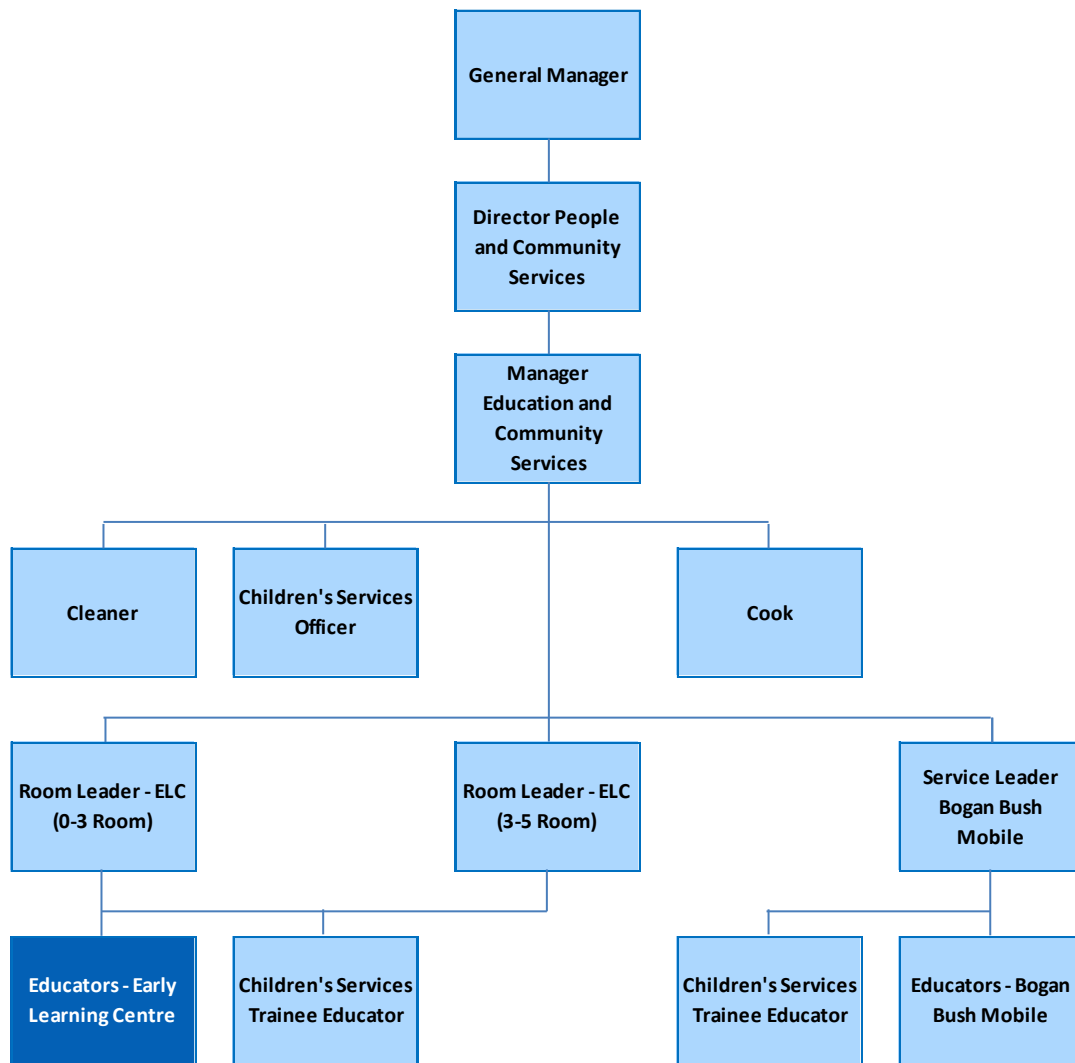 General Manager
Director People
and Community
Services
Manager
Education and
Community
Services
Cleaner
Children's Services
Officer
Cook
Room Leader - ELC
(0-3 Room)
Room Leader - ELC
(3-5 Room)
Service Leader
Bogan Bush
Mobile
Educators - Early
Learning Centre
Children's Services
Trainee Educator
Children's Services
Trainee Educator
Educators - Bogan
Bush Mobile